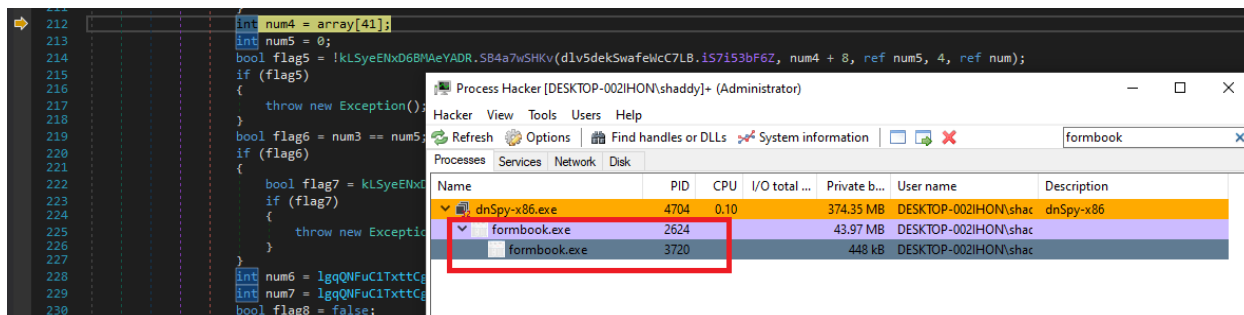 212 int num4 = array[41];
213 int num5 = 0;
214 bool flag5 = !kLSyeENxD6BMAeYADR.SB4a7wSHKv(dlv5dekSwafeWcC7LB.iS7i53bF6Z, num4 + 8, ref num5, 4, ref num);
215 if (flag5)
216 {
217 throw new Exception();
218 }
219 bool flag6 = num3 == num5;
220 if (flag6)
221 {
222 bool flag7 = kLSyeENxD
223 if (flag7)
224 {
225 throw new Exceptio
226 }
227 }
228 int num6 = lgqQNFuC1TxttCg
229 int num7 = lgqQNFuC1TxttCg
230 bool flag8 = false;
Process Hacker [DESKTOP-002IHON\shaddy]+ (Administrator)
Hacker View Tools Users Help
Refresh Options Find handles or DLLs System information formbook
Processes Services Network Disk
Name PID CPU I/O total ... Private b... User name Description
dnSpy-x86.exe 4704 0.10 374.35 MB DESKTOP-002IHON\shac dnSpy-x86
formbook.exe 2624 43.97 MB DESKTOP-002IHON\shac
formbook.exe 3720 448 kB DESKTOP-002IHON\shac